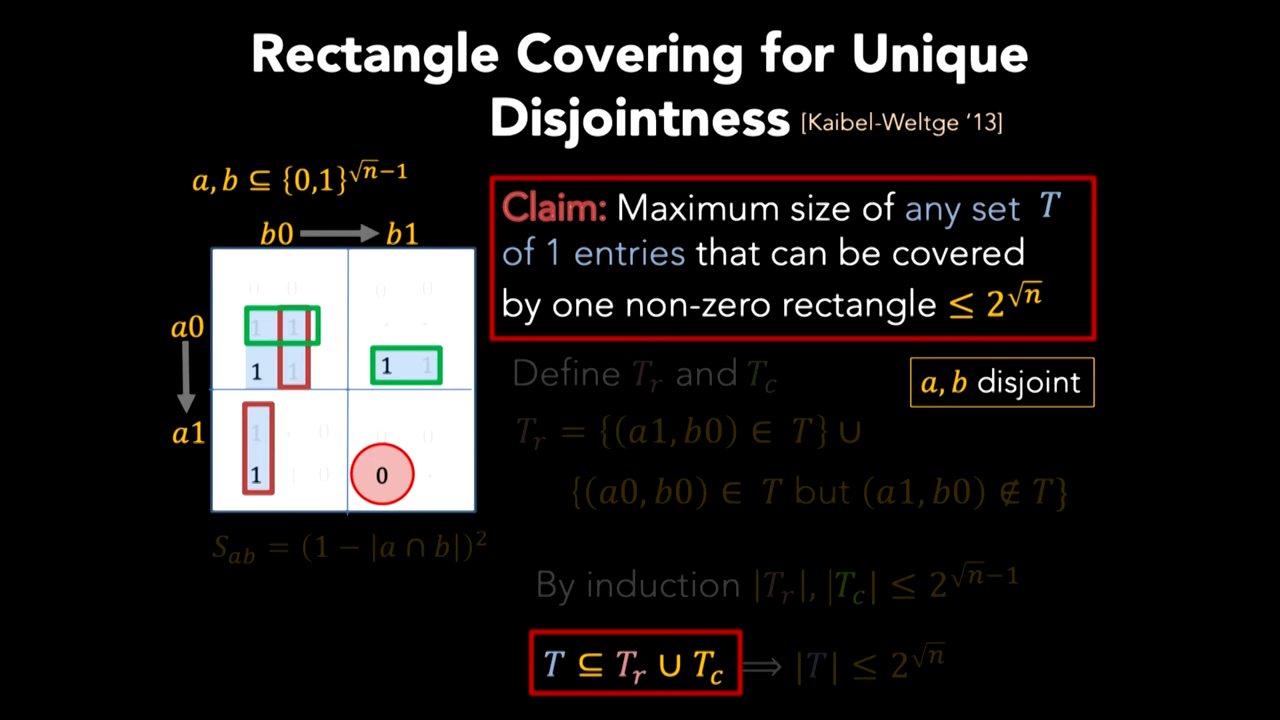 Rectangle Covering for Unique
Disjointness [Kaibel-Weltge '13]
a, b ⊆ {0,1}^{√n−1}
b0 → b1
a0
a1
1 1
1 1
1 1
1
1
0
S_{ab} = (1 − |a ∩ b|)²
Claim: Maximum size of any set T
of 1 entries that can be covered
by one non-zero rectangle ≤ 2^{√n}
Define T_r and T_c
a, b disjoint
T_r = {(a1, b0) ∈ T} ∪
{(a0, b0) ∈ T but (a1, b0) ∉ T}
By induction |T_r|, |T_c| ≤ 2^{√n−1}
T ⊆ T_r ∪ T_c ⟹ |T| ≤ 2^{√n}